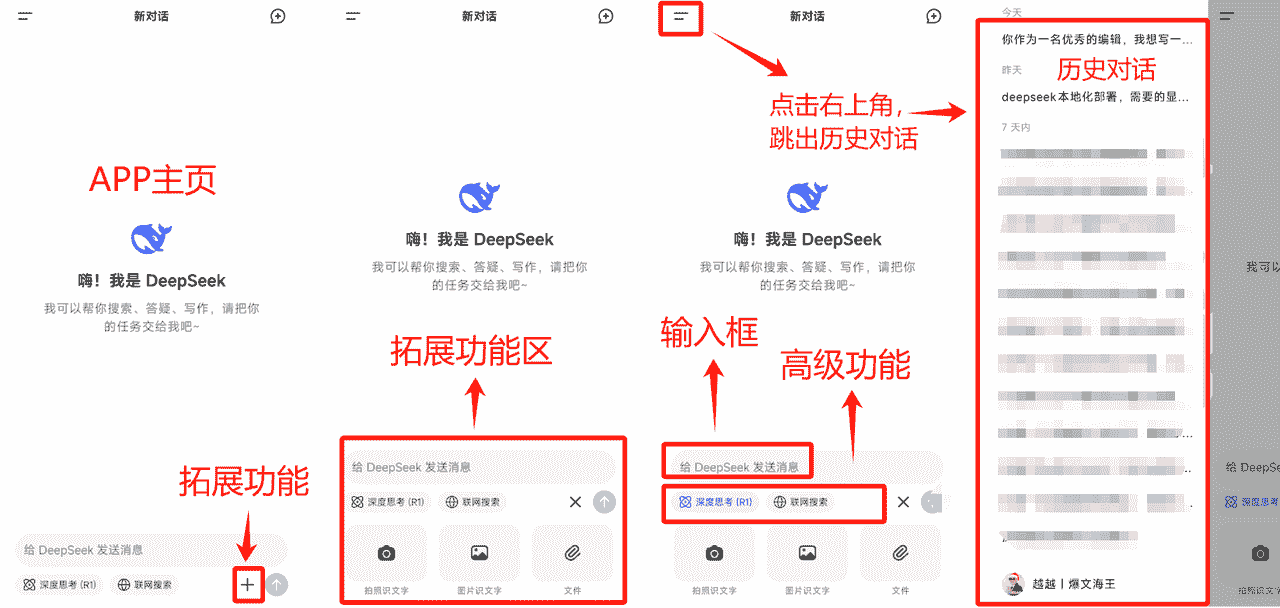 新对话
APP主页
嗨！我是 DeepSeek
我可以帮你搜索、答疑、写作，请把你
的任务交给我吧~
拓展功能
给 DeepSeek 发送消息
深度思考 (R1)
联网搜索
新对话
嗨！我是 DeepSeek
我可以帮你搜索、答疑、写作，请把你
的任务交给我吧~
拓展功能区
给 DeepSeek 发送消息
深度思考 (R1)
联网搜索
拍照识文字
图片识文字
文件
新对话
点击右上角，
跳出历史对话
嗨！我是 DeepSeek
我可以帮你搜索、答疑、写作，请把你
的任务交给我吧~
输入框
高级功能
给 DeepSeek 发送消息
深度思考 (R1)
联网搜索
拍照识文字
图片识文字
文件
今天
你作为一名优秀的编辑，我想写一...
昨天
历史对话
deepseek本地化部署，需要的显...
7 天内
越越丨爆文海王
我可以
给 DeepSe
深度思考
拍照识文